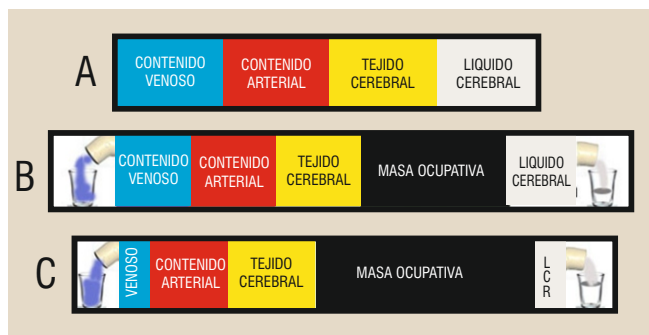 A
CONTENIDO
VENOSO
CONTENIDO
ARTERIAL
TEJIDO
CEREBRAL
LIQUIDO
CEREBRAL
B
CONTENIDO
VENOSO
CONTENIDO
ARTERIAL
TEJIDO
CEREBRAL
MASA OCUPATIVA
LIQUIDO
CEREBRAL
C
VENOSO
CONTENIDO
ARTERIAL
TEJIDO
CEREBRAL
MASA OCUPATIVA
L
C
R